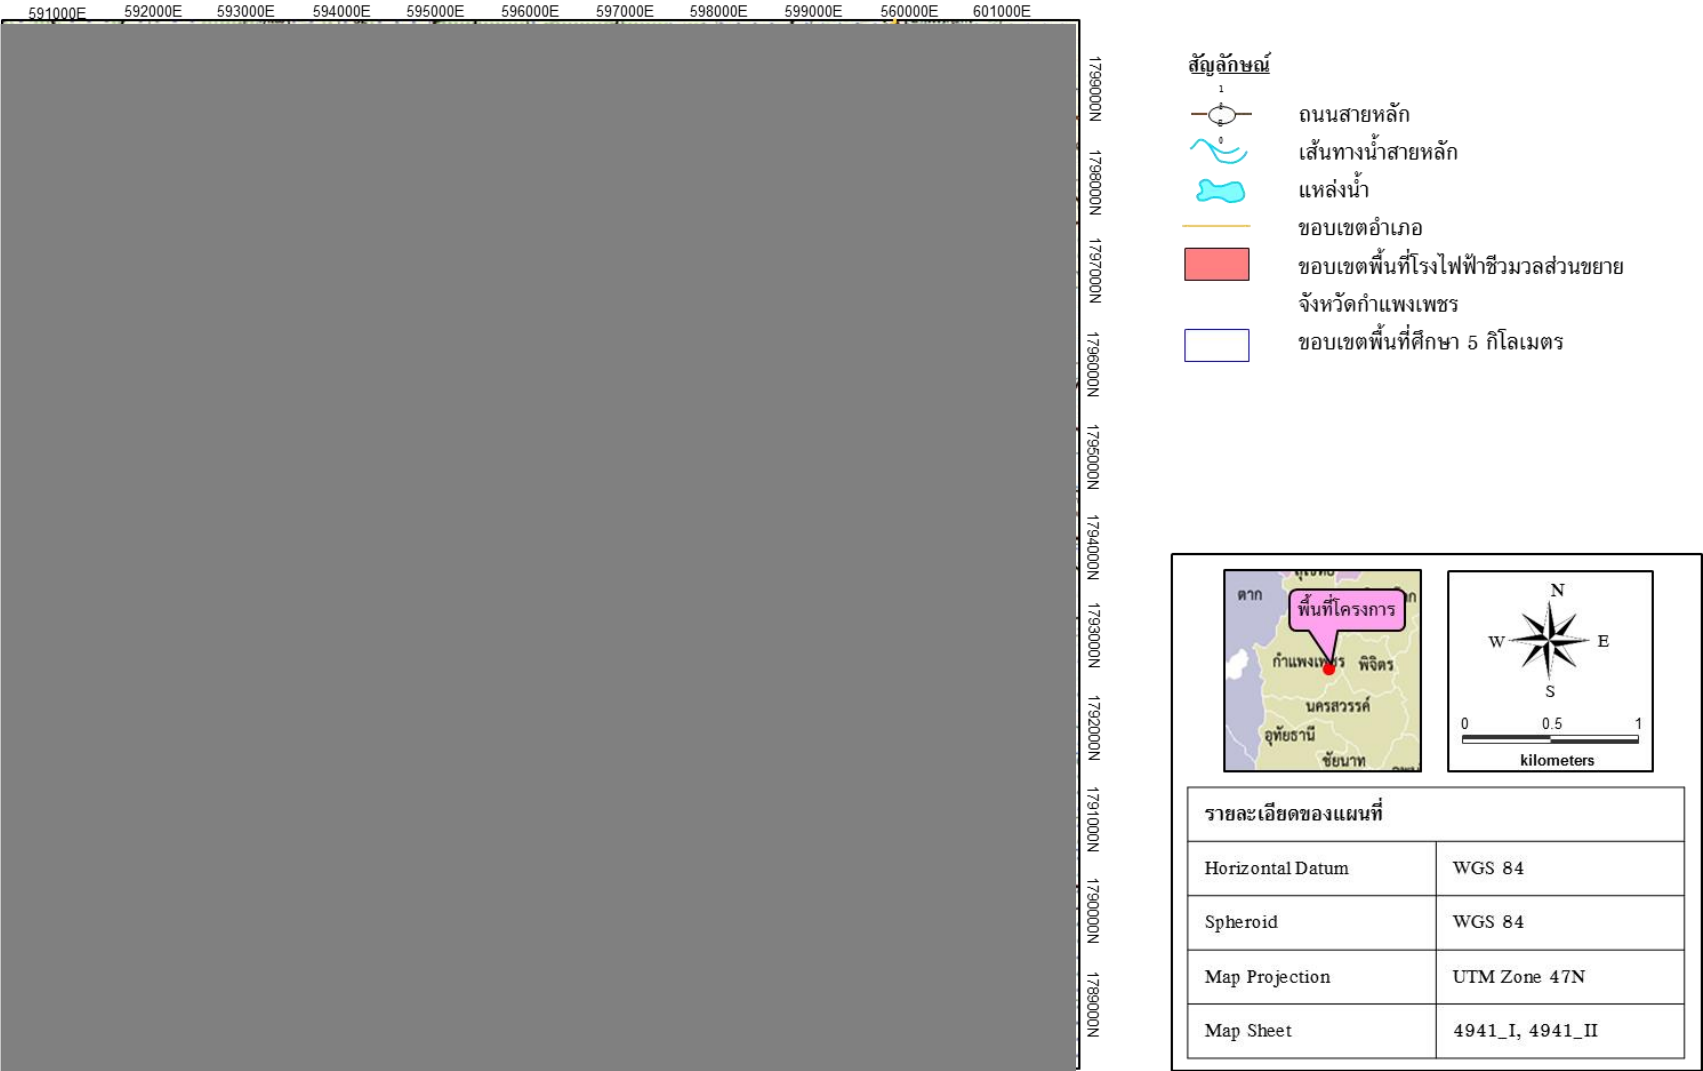 591000E 592000E 593000E 594000E 595000E 596000E 597000E 598000E 599000E 560000E 601000E
1799000N
1798000N
1797000N
1796000N
1795000N
1794000N
1793000N
1792000N
1791000N
1790000N
1789000N
สัญลักษณ์
ถนนสายหลัก
เส้นทางน้ำสายหลัก
แหล่งน้ำ
ขอบเขตอำเภอ
ขอบเขตพื้นที่โรงไฟฟ้าชีวมวลส่วนขยาย
จังหวัดกำแพงเพชร
ขอบเขตพื้นที่ศึกษา 5 กิโลเมตร
ตาก
พื้นที่โครงการ
กำแพงเพชร พิจิตร
นครสวรรค์
อุทัยธานี
ชัยนาท
N
W E
S
0 0.5 1
kilometers
รายละเอียดของแผนที่
Horizontal Datum WGS 84
Spheroid WGS 84
Map Projection UTM Zone 47N
Map Sheet 4941_I, 4941_II